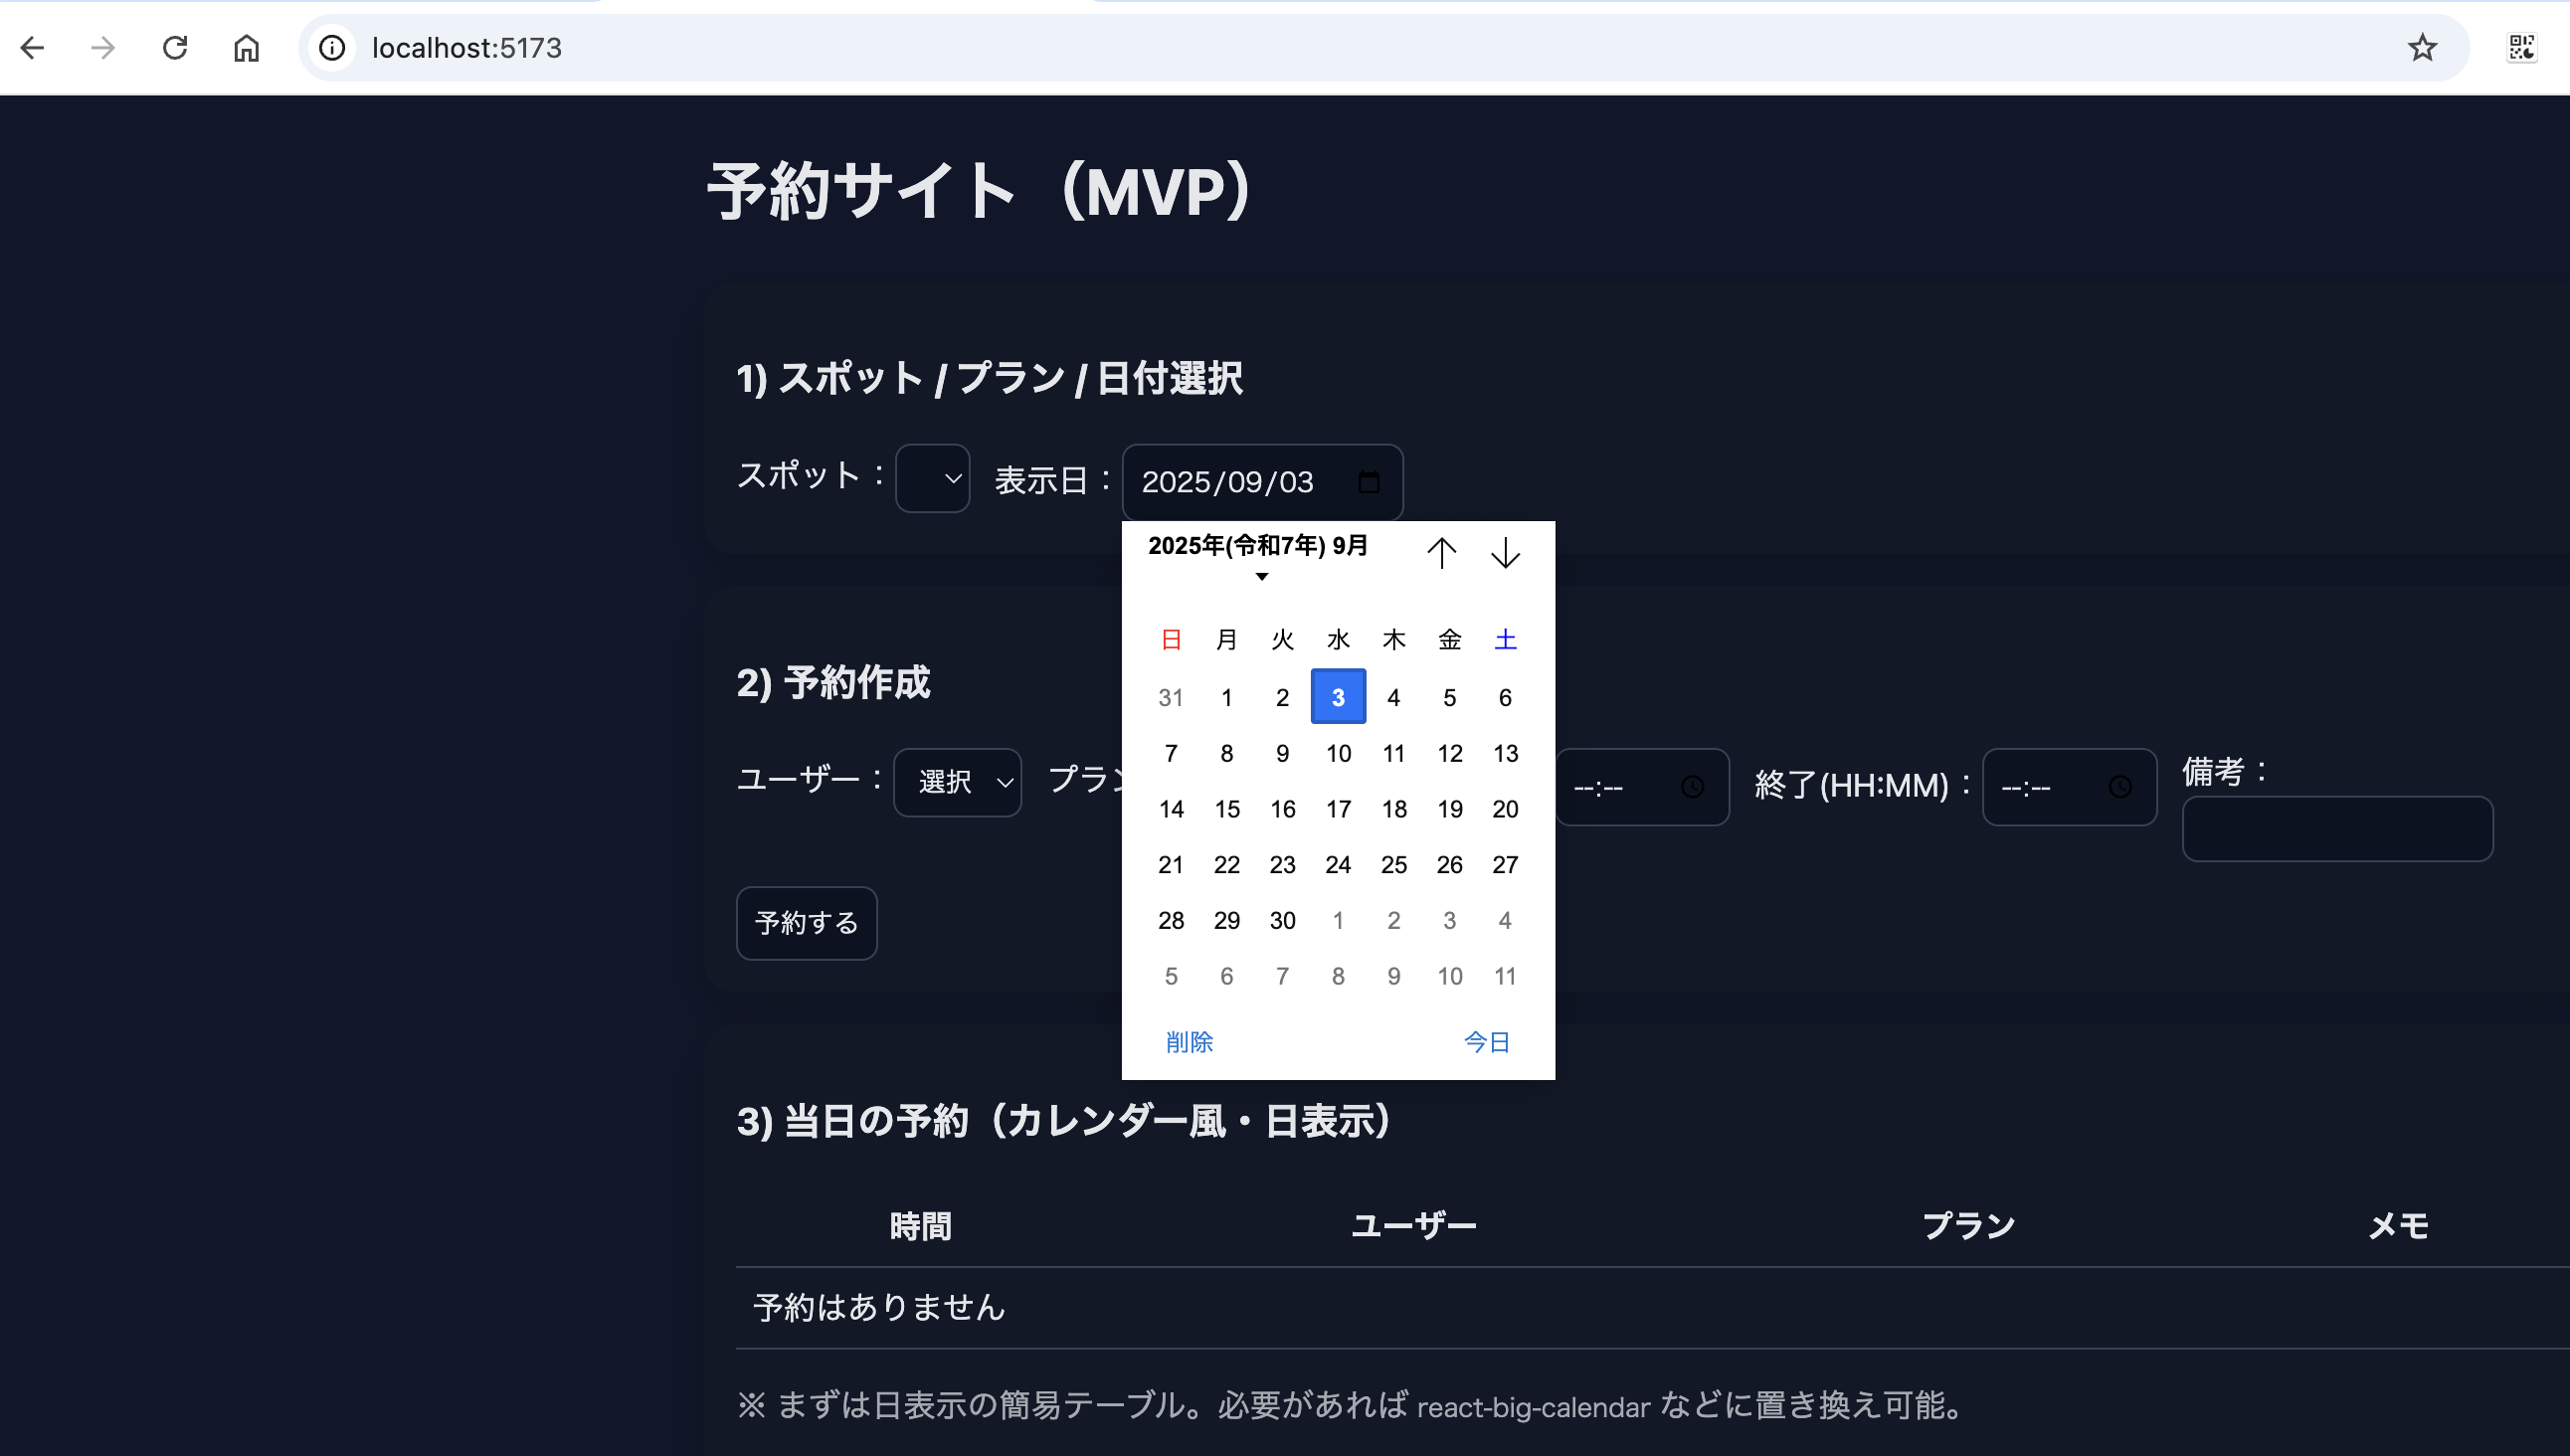 localhost:5173
予約サイト（MVP）
1) スポット / プラン / 日付選択
スポット： 表示日： 2025/09/03
2025年(令和7年) 9月
日 月 火 水 木 金 土
31 1 2 3 4 5 6
7 8 9 10 11 12 13
14 15 16 17 18 19 20
21 22 23 24 25 26 27
28 29 30 1 2 3 4
5 6 7 8 9 10 11
削除 今日
2) 予約作成
ユーザー： 選択 プラン --:-- 終了(HH:MM)： --:-- 備考：
予約する
3) 当日の予約（カレンダー風・日表示）
時間 ユーザー プラン メモ
予約はありません
※ まずは日表示の簡易テーブル。必要があれば react-big-calendar などに置き換え可能。